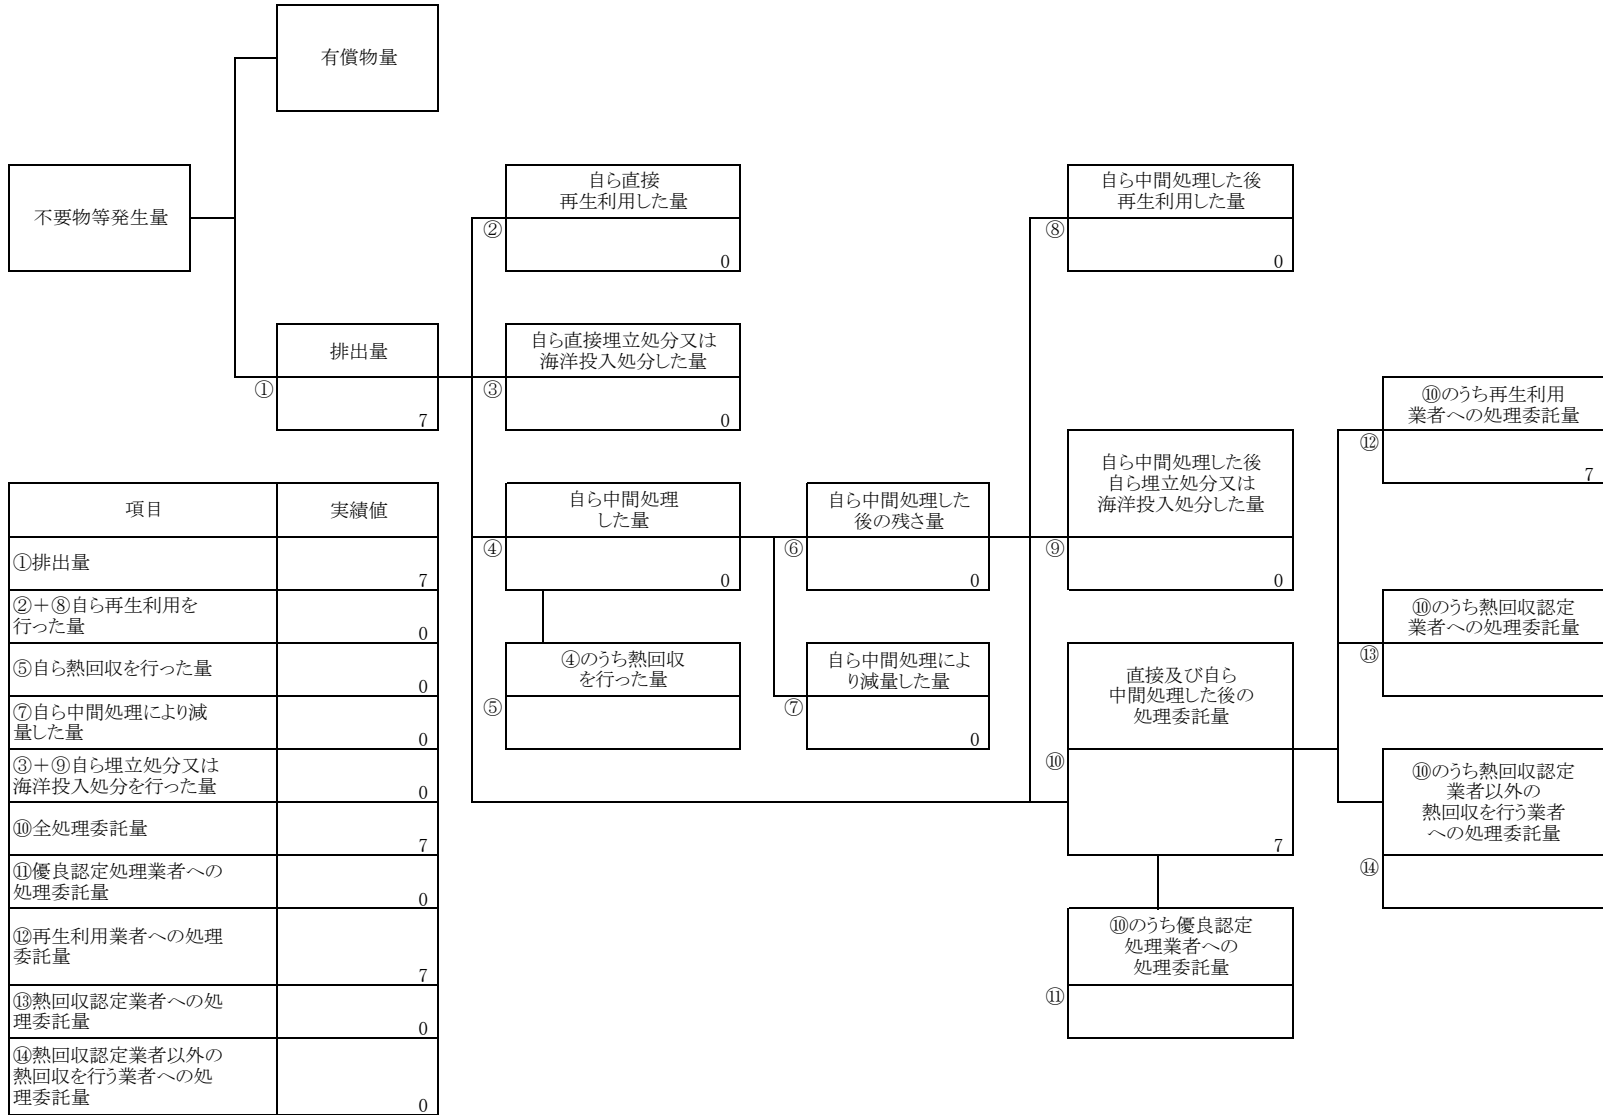 有償物量
不要物等発生量
自ら直接
再生利用した量
②
0
自ら中間処理した後
再生利用した量
⑧
0
排出量
①
7
自ら直接埋立処分又は
海洋投入処分した量
③
0
⑩のうち再生利用
業者への処理委託量
⑫
7
自ら中間処理
した量
④
0
自ら中間処理した
後の残さ量
⑥
0
自ら中間処理した後
自ら埋立処分又は
海洋投入処分した量
⑨
0
⑩のうち熱回収認定
業者への処理委託量
⑬
④のうち熱回収
を行った量
⑤
自ら中間処理によ
り減量した量
⑦
0
直接及び自ら
中間処理した後の
処理委託量
⑩
7
⑩のうち熱回収認定
業者以外の
熱回収を行う業者
への処理委託量
⑭
⑩のうち優良認定
処理業者への
処理委託量
⑪
項目 実績値
①排出量
7
②+⑧自ら再生利用を
行った量
0
⑤自ら熱回収を行った量
0
⑦自ら中間処理により減
量した量
0
③+⑨自ら埋立処分又は
海洋投入処分を行った量
0
⑩全処理委託量
7
⑪優良認定処理業者への
処理委託量
0
⑫再生利用業者への処理
委託量
7
⑬熱回収認定業者への処
理委託量
0
⑭熱回収認定業者以外の
熱回収を行う業者への処
理委託量
0